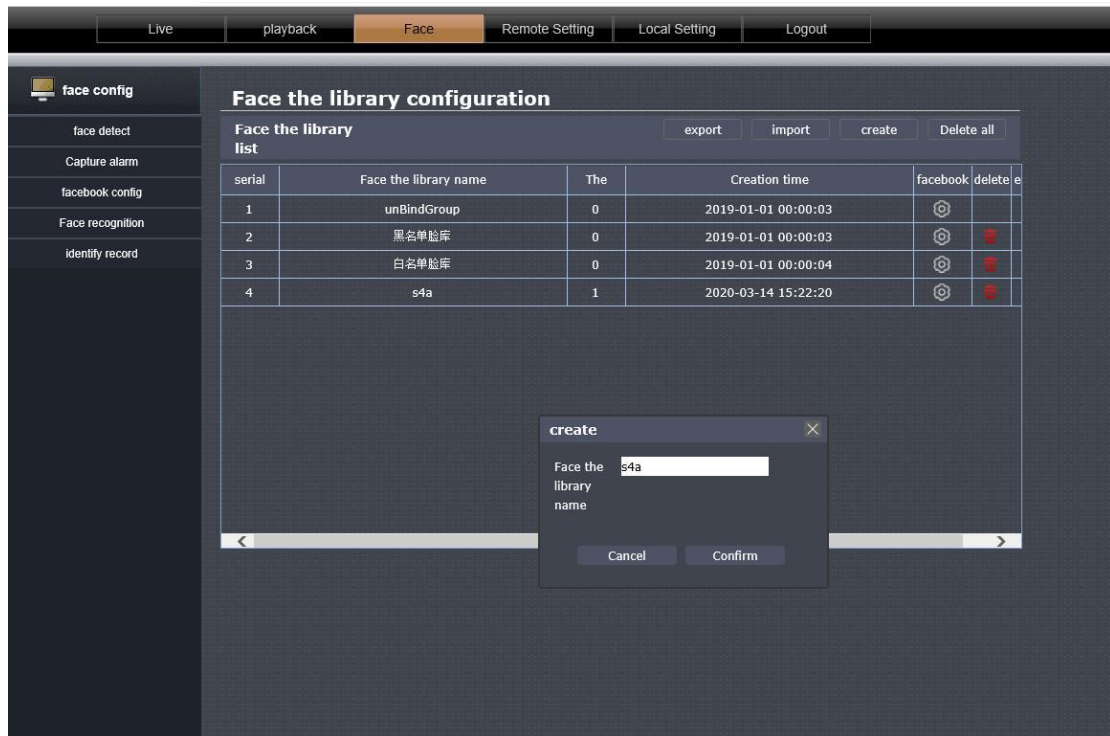 Live playback Face Remote Setting Local Setting Logout
face config
face detect
Capture alarm
facebook config
Face recognition
identify record
Face the library configuration
Face the library
list
export import create Delete all
serial Face the library name The Creation time facebook delete e
1 unBindGroup 0 2019-01-01 00:00:03
2 黑名单脸库 0 2019-01-01 00:00:03
3 白名单脸库 0 2019-01-01 00:00:04
4 s4a 1 2020-03-14 15:22:20
create
Face the s4a
library
name
Cancel Confirm